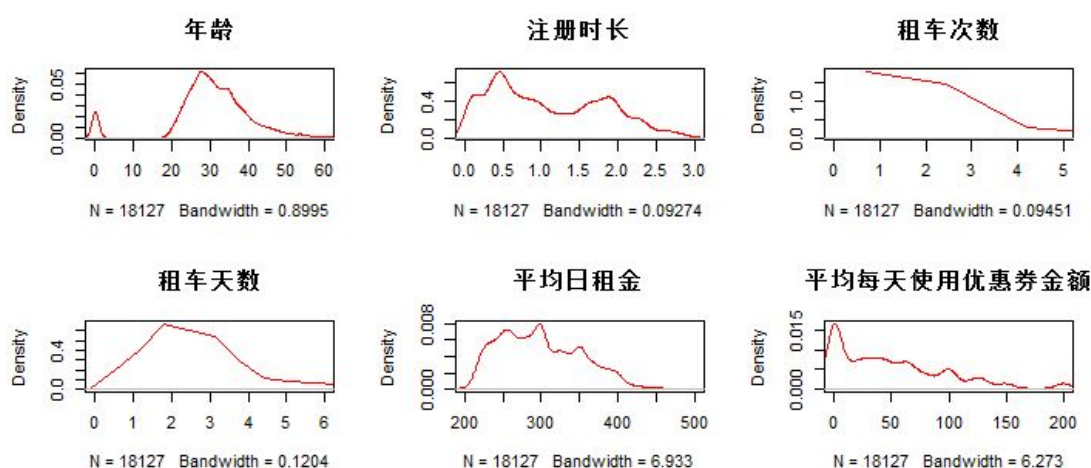 年龄
Density
0.00 0.05
0 10 20 30 40 50 60
N = 18127 Bandwidth = 0.8995
注册时长
Density
0.0 0.4
0.0 0.5 1.0 1.5 2.0 2.5 3.0
N = 18127 Bandwidth = 0.09274
租车次数
Density
0.0 1.0
0 1 2 3 4 5
N = 18127 Bandwidth = 0.09451
租车天数
Density
0.0 0.4
0 1 2 3 4 5 6
N = 18127 Bandwidth = 0.1204
平均日租金
Density
0.000 0.008
200 300 400 500
N = 18127 Bandwidth = 6.933
平均每天使用优惠券金额
Density
0.000 0.015
0 50 100 150 200
N = 18127 Bandwidth = 6.273